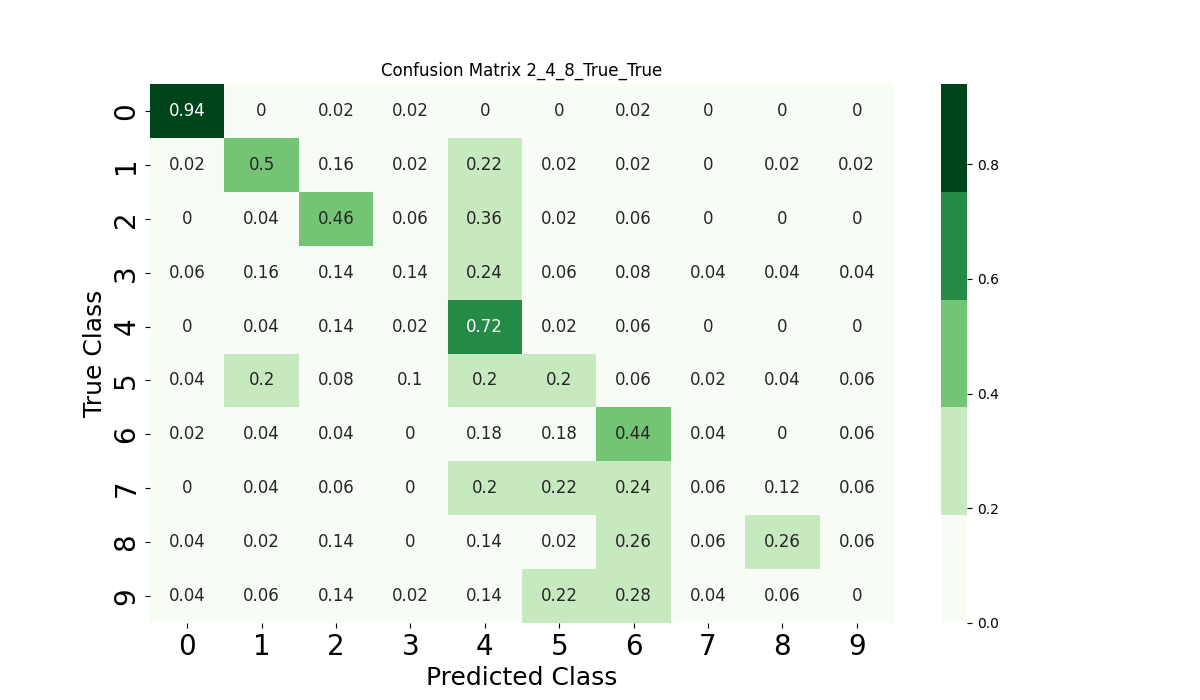 Confusion Matrix 2_4_8_True_True
0 0.94 0 0.02 0.02 0 0 0.02 0 0 0
1 0.02 0.5 0.16 0.02 0.22 0.02 0.02 0 0.02 0.02
2 0 0.04 0.46 0.06 0.36 0.02 0.06 0 0 0
3 0.06 0.16 0.14 0.14 0.24 0.06 0.08 0.04 0.04 0.04
4 0 0.04 0.14 0.02 0.72 0.02 0.06 0 0 0
5 0.04 0.2 0.08 0.1 0.2 0.2 0.06 0.02 0.04 0.06
6 0.02 0.04 0.04 0 0.18 0.18 0.44 0.04 0 0.06
7 0 0.04 0.06 0 0.2 0.22 0.24 0.06 0.12 0.06
8 0.04 0.02 0.14 0 0.14 0.02 0.26 0.06 0.26 0.06
9 0.04 0.06 0.14 0.02 0.14 0.22 0.28 0.04 0.06 0
0 1 2 3 4 5 6 7 8 9
Predicted Class
True Class
0.8
0.6
0.4
0.2
0.0